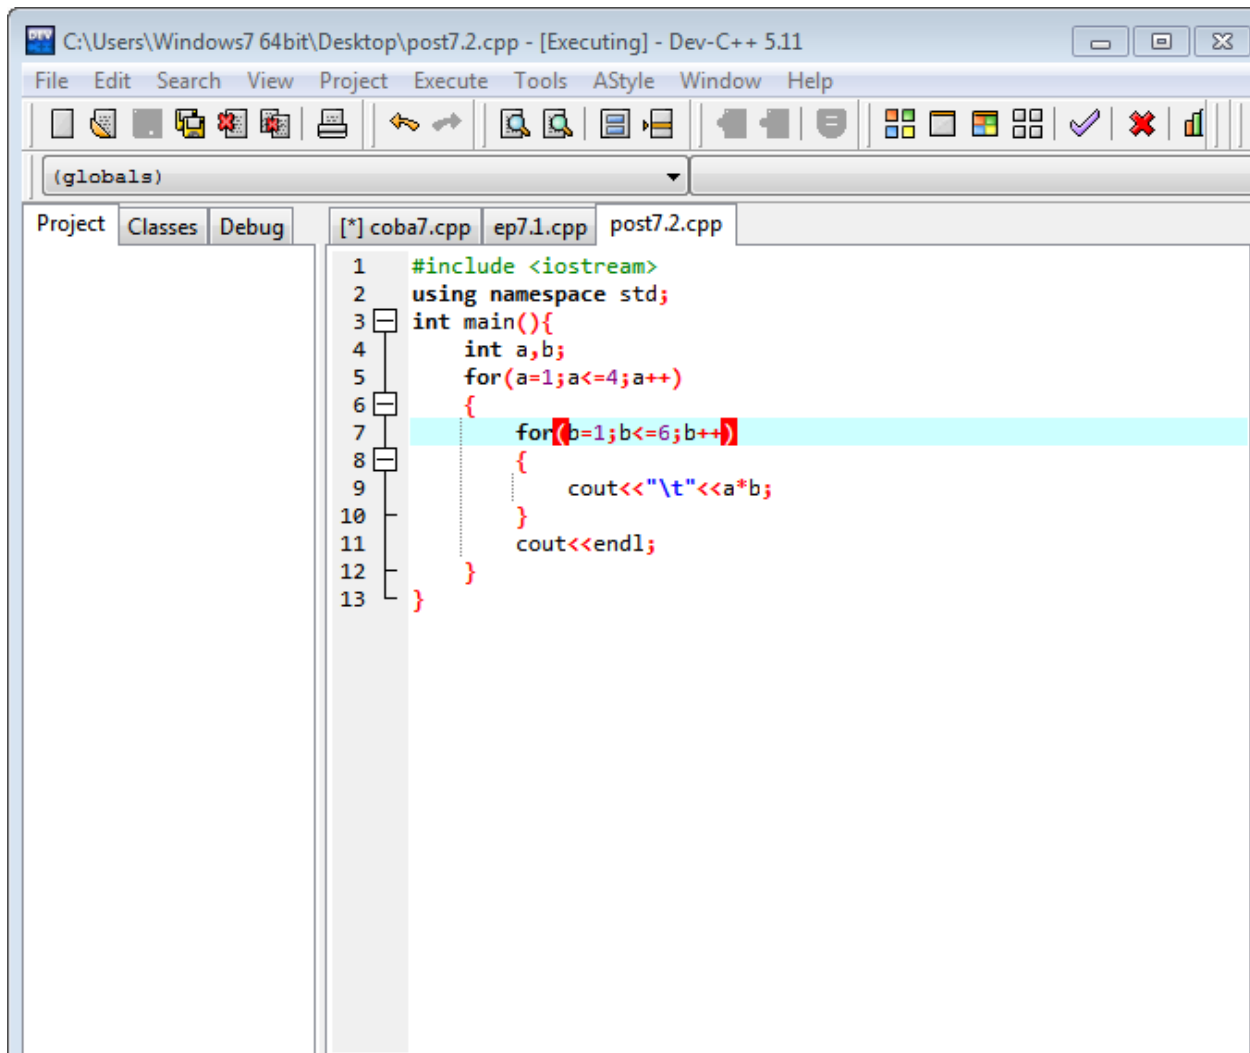 C:\Users\Windows7 64bit\Desktop\post7.2.cpp - [Executing] - Dev-C++ 5.11
File Edit Search View Project Execute Tools AStyle Window Help
(globals)
Project Classes Debug [*] coba7.cpp ep7.1.cpp post7.2.cpp
1 #include <iostream>
2 using namespace std;
3 int main(){
4 int a,b;
5 for(a=1;a<=4;a++)
6 {
7 for(b=1;b<=6;b++)
8 {
9 cout<<"\t"<<a*b;
10 }
11 cout<<endl;
12 }
13 }